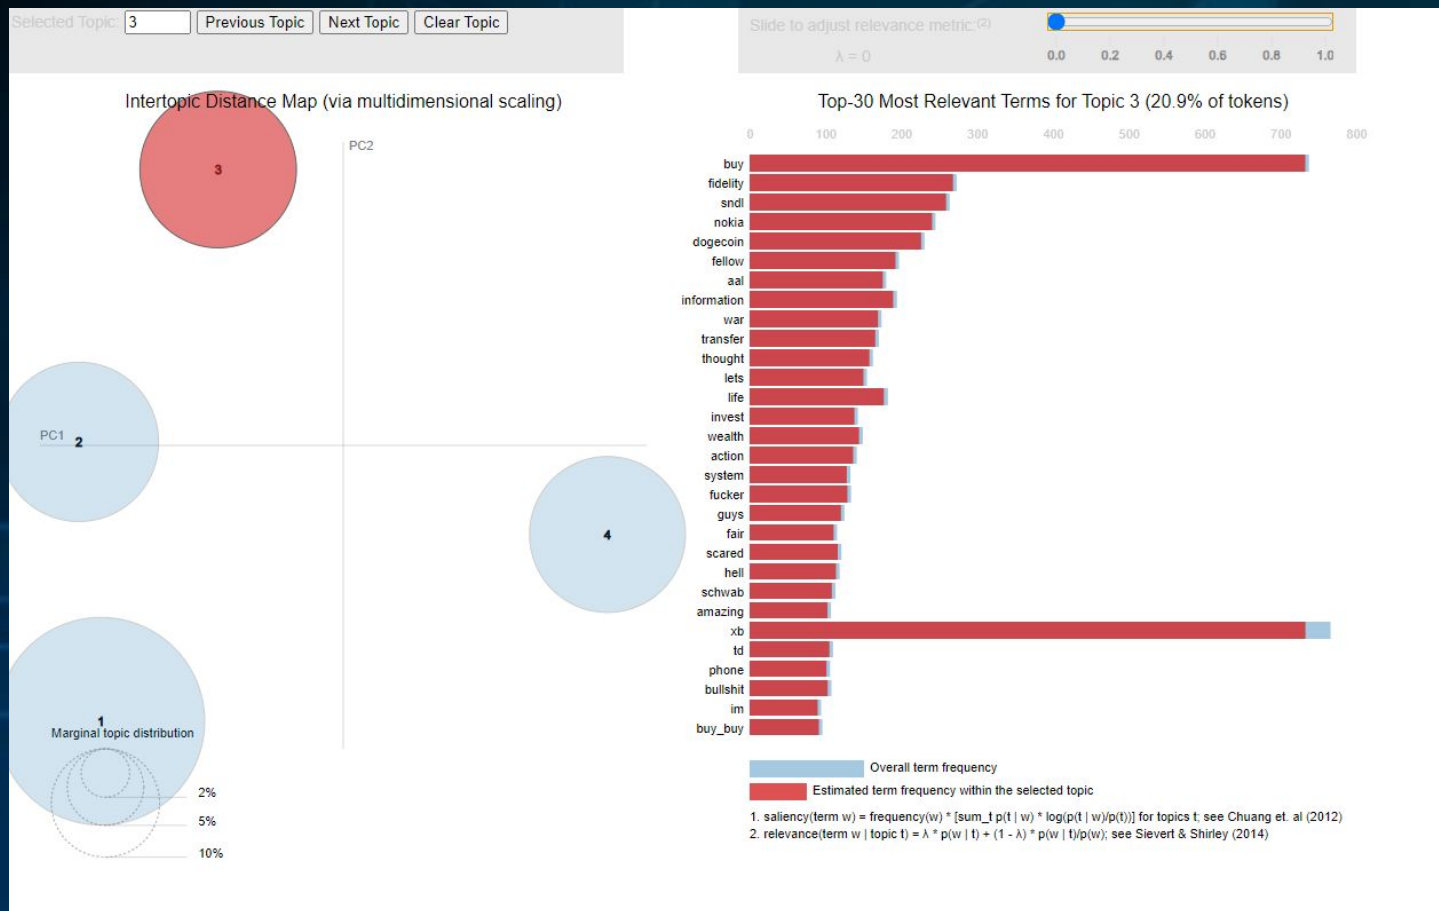 Selected Topic: 3 Previous Topic Next Topic Clear Topic
Slide to adjust relevance metric:(2)
λ = 0
0.0 0.2 0.4 0.6 0.8 1.0
Intertopic Distance Map (via multidimensional scaling)
PC2
3
PC1
2
4
1
Marginal topic distribution
2%
5%
10%
Top-30 Most Relevant Terms for Topic 3 (20.9% of tokens)
0 100 200 300 400 500 600 700 800
buy
fidelity
sndl
nokia
dogecoin
fellow
aal
information
war
transfer
thought
lets
life
invest
wealth
action
system
fucker
guys
fair
scared
hell
schwab
amazing
xb
td
phone
bullshit
im
buy_buy
Overall term frequency
Estimated term frequency within the selected topic
1. saliency(term w) = frequency(w) * [sum_t p(t | w) * log(p(t | w)/p(t))] for topics t; see Chuang et. al (2012)
2. relevance(term w | topic t) = λ * p(w | t) + (1 - λ) * p(w | t)/p(w); see Sievert & Shirley (2014)